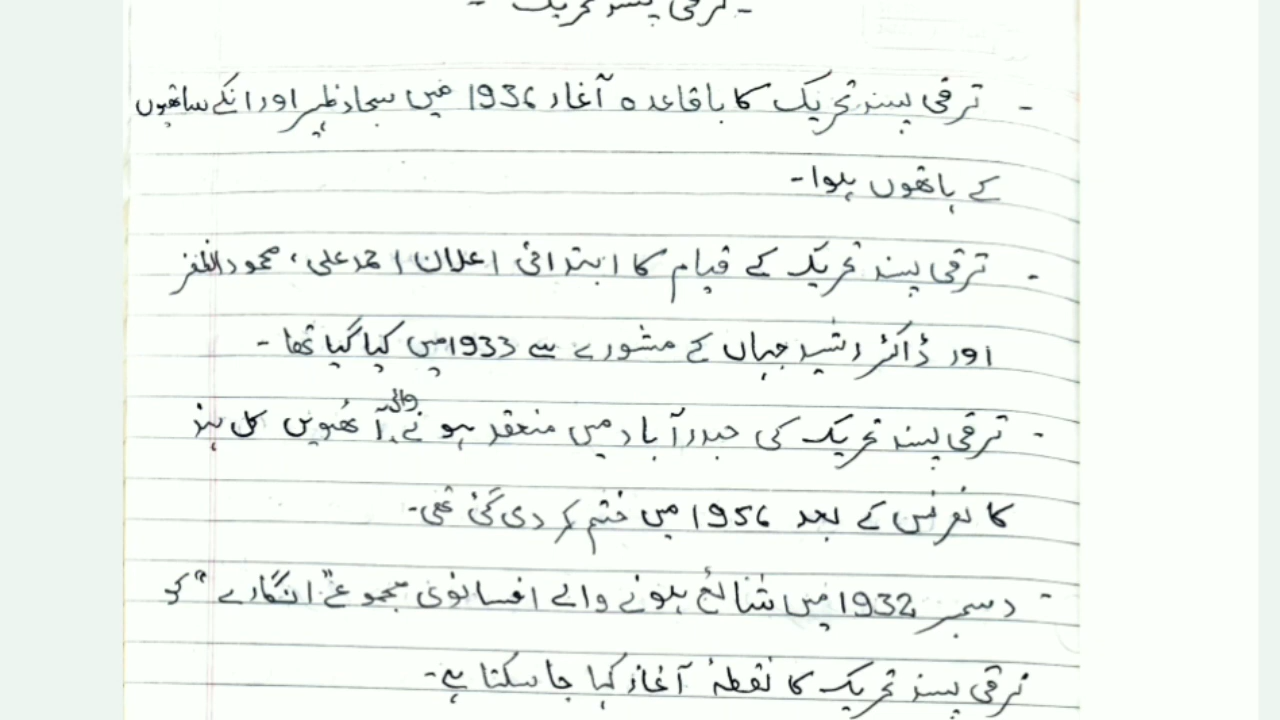 - ترقی پسند تحریک -
- ترقی پسند تحریک کا باقاعدہ آغاز 1936 میں سجاد ظہیر اور انکے ساتھیوں
کے ہاتھوں ہوا-
- ترقی پسند تحریک کے قیام کا ابتدائی اعلان احمد علی، محمود الظفر
اور ڈاکٹر رشید جہاں کے مشورے سے 1933 میں کیا گیا تھا -
- ترقی پسند تحریک کی حیدرآباد میں منعقد ہونے والی آٹھویں کل ہند
کانفرنس کے بعد 1956 میں ختم کر دی گئی تھی-
- دسمبر 1932 میں شائع ہونے والے افسانوی مجموعے "انگارے" کو
ترقی پسند تحریک کا نقطۂ آغاز کہا جا سکتا ہے-